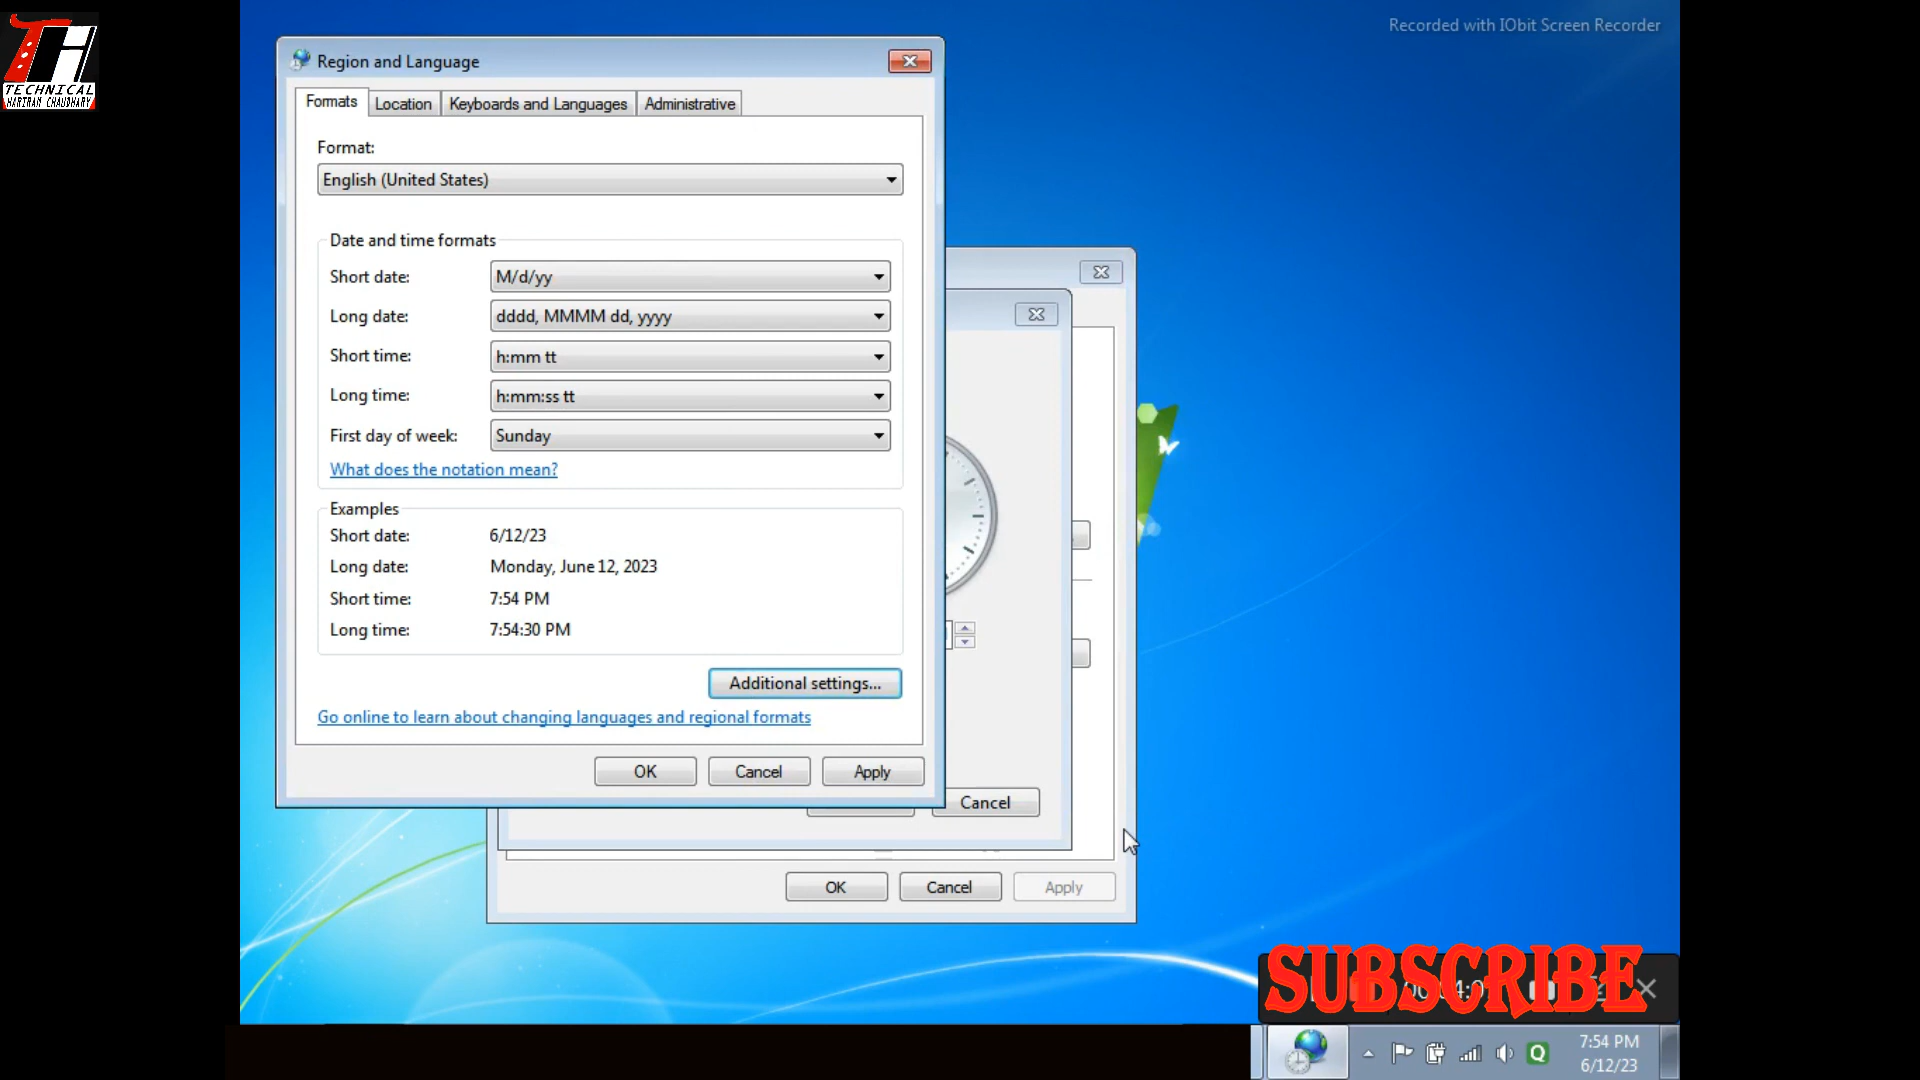 Recorded with IObit Screen Recorder
TECHNICAL
HARIRAM CHAUDHARY
Region and Language
Formats
Location
Keyboards and Languages
Administrative
Format:
English (United States)
Date and time formats
Short date:
M/d/yy
Long date:
dddd, MMMM dd, yyyy
Short time:
h:mm tt
Long time:
h:mm:ss tt
First day of week:
Sunday
What does the notation mean?
Examples
Short date:
6/12/23
Long date:
Monday, June 12, 2023
Short time:
7:54 PM
Long time:
7:54:30 PM
Additional settings...
Go online to learn about changing languages and regional formats
OK
Cancel
Apply
Cancel
OK
Cancel
Apply
SUBSCRIBE
Q
7:54 PM
6/12/23